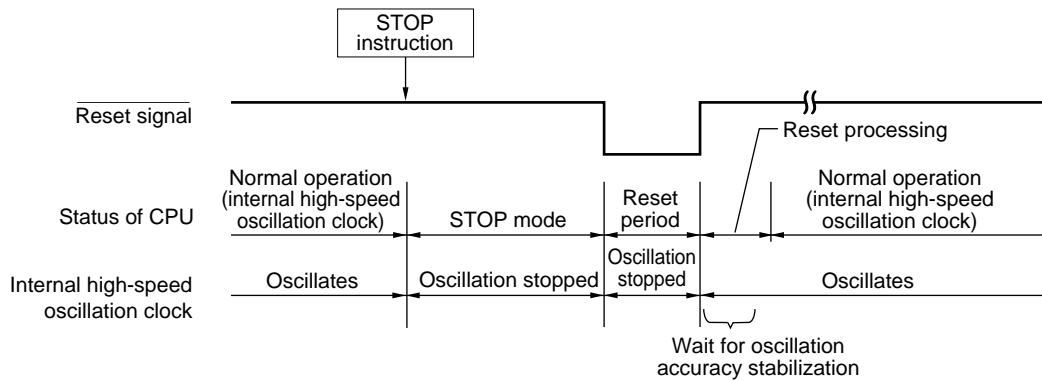 STOP
instruction
Reset signal
Reset processing
Status of CPU
Normal operation
(internal high-speed
oscillation clock)
STOP mode
Reset
period
Normal operation
(internal high-speed
oscillation clock)
Internal high-speed
oscillation clock
Oscillates
Oscillation stopped
Oscillation
stopped
Oscillates
Wait for oscillation
accuracy stabilization